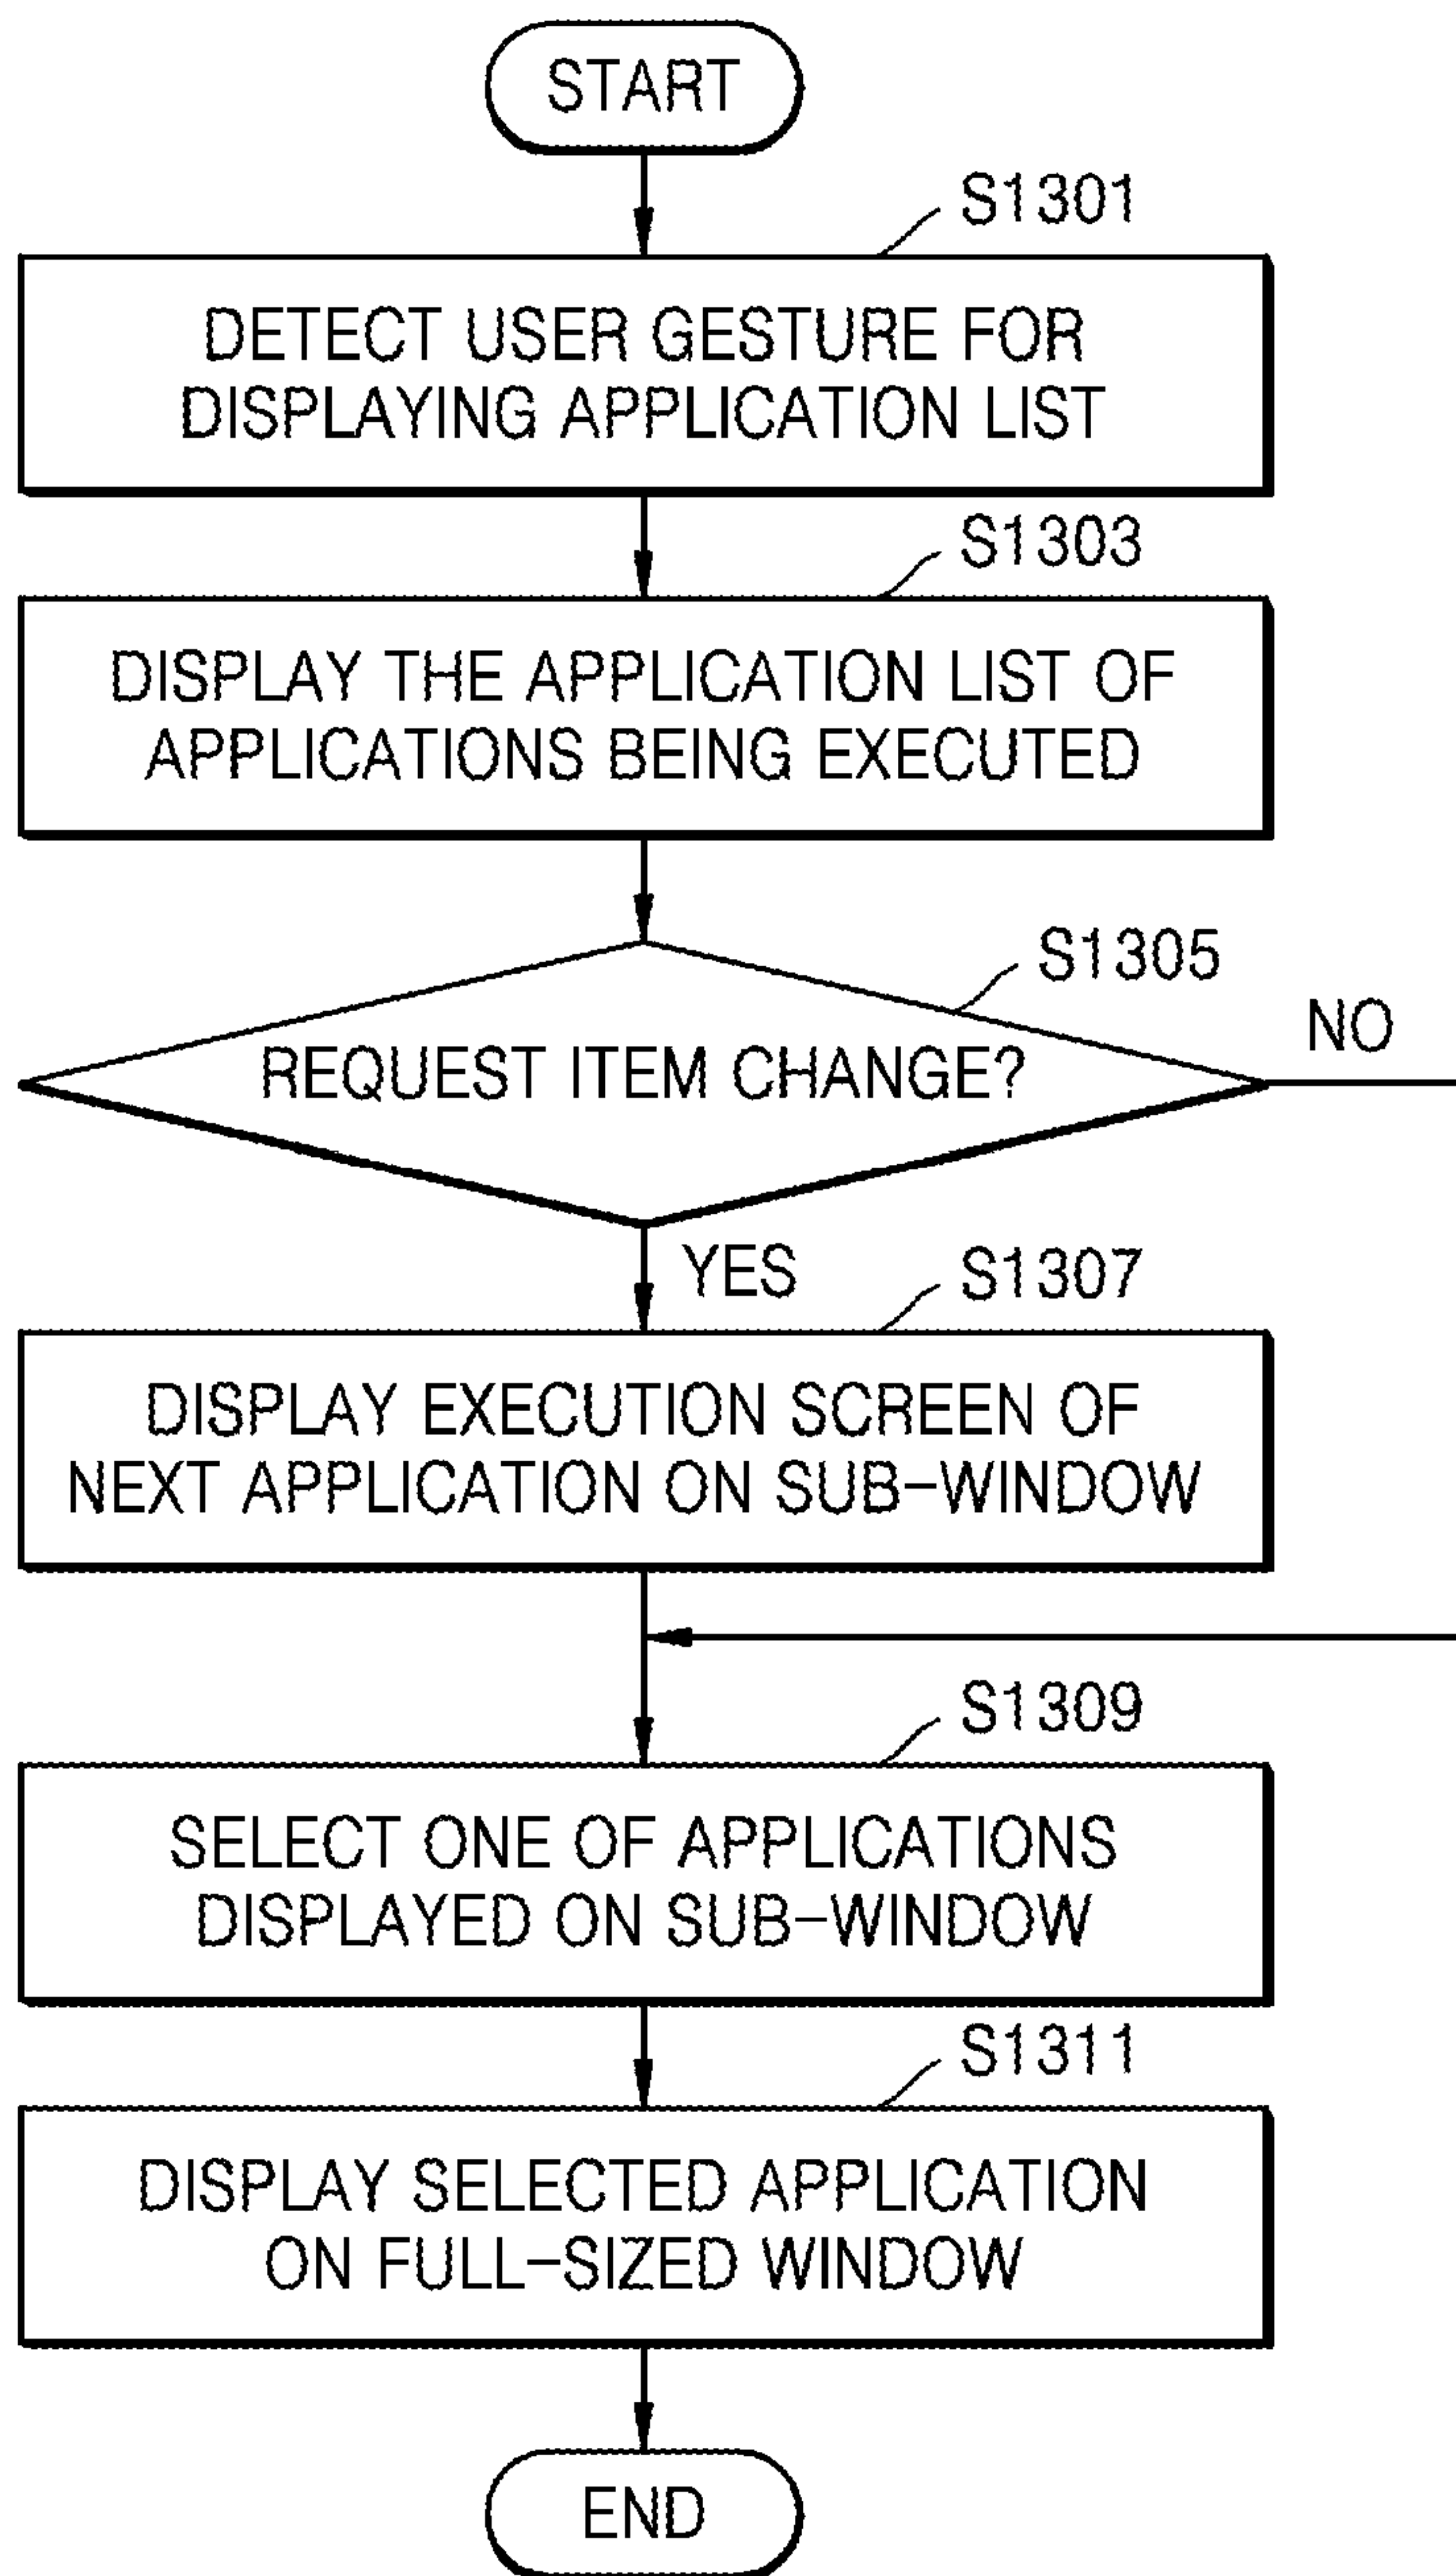 START
S1301
DETECT USER GESTURE FOR
DISPLAYING APPLICATION LIST
S1303
DISPLAY THE APPLICATION LIST OF
APPLICATIONS BEING EXECUTED
S1305
REQUEST ITEM CHANGE?
NO
YES
S1307
DISPLAY EXECUTION SCREEN OF
NEXT APPLICATION ON SUB-WINDOW
S1309
SELECT ONE OF APPLICATIONS
DISPLAYED ON SUB-WINDOW
S1311
DISPLAY SELECTED APPLICATION
ON FULL-SIZED WINDOW
END